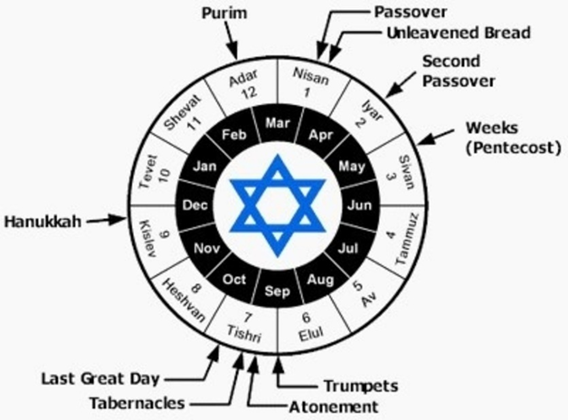 Purim
Passover
Unleavened Bread
Second
Passover
Weeks
(Pentecost)
Hanukkah
Last Great Day
Tabernacles
Atonement
Trumpets
Nisan
1
Iyar
2
Sivan
3
Tammuz
4
Av
5
Elul
6
Tishri
7
Heshvan
8
Kislev
9
Tevet
10
Shevat
11
Adar
12
Mar
Apr
May
Jun
Jul
Aug
Sep
Oct
Nov
Dec
Jan
Feb